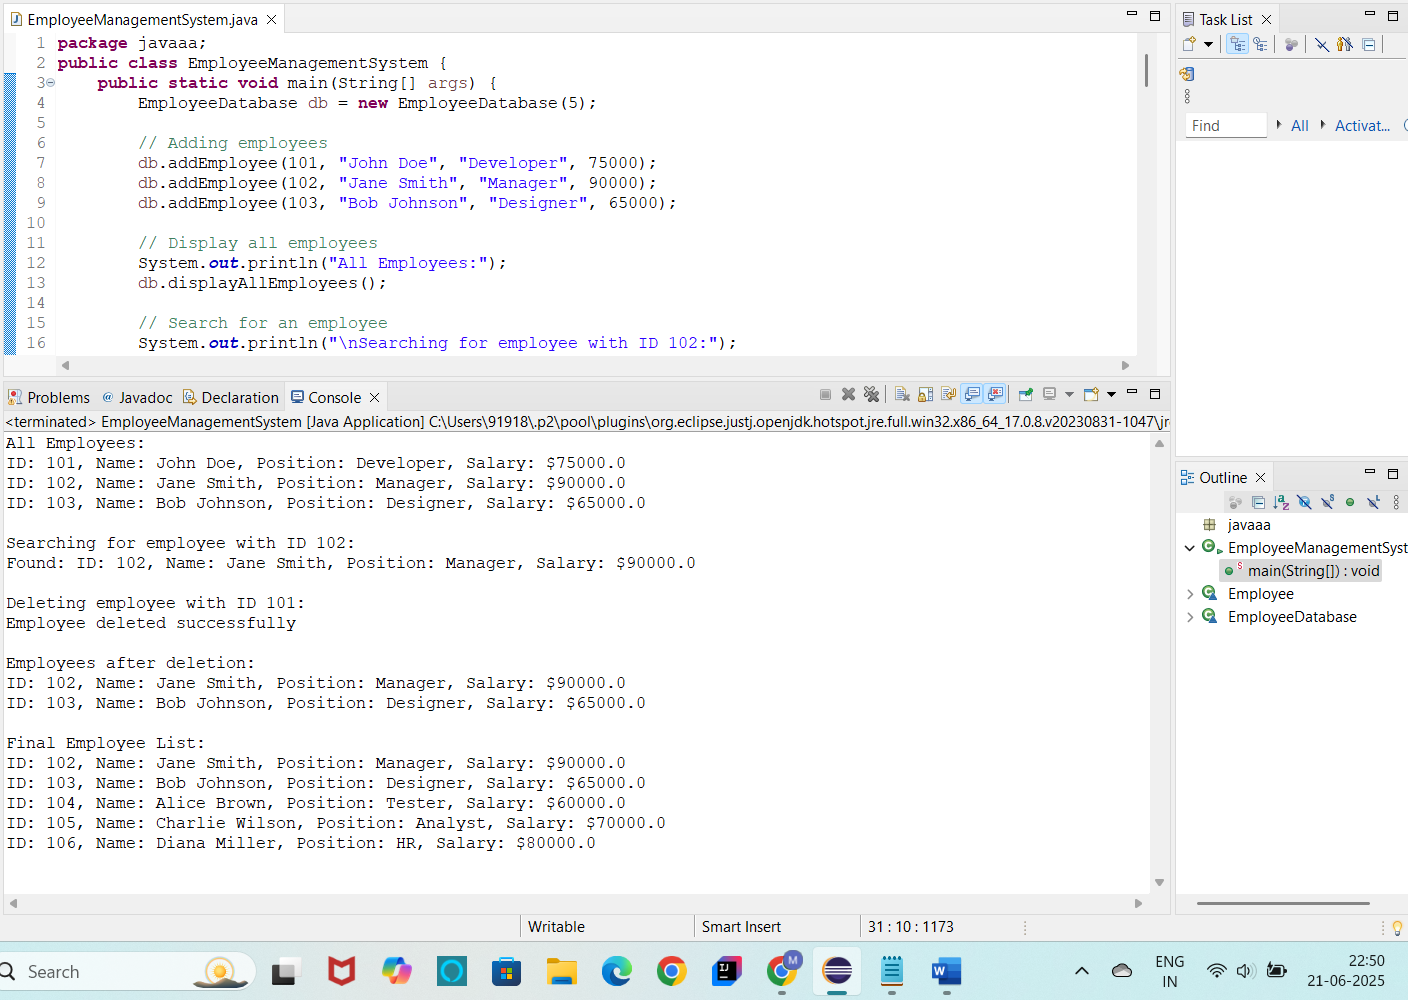 EmployeeManagementSystem.java
1 package javaaa;
2 public class EmployeeManagementSystem {
3 public static void main(String[] args) {
4 EmployeeDatabase db = new EmployeeDatabase(5);
5
6 // Adding employees
7 db.addEmployee(101, "John Doe", "Developer", 75000);
8 db.addEmployee(102, "Jane Smith", "Manager", 90000);
9 db.addEmployee(103, "Bob Johnson", "Designer", 65000);
10
11 // Display all employees
12 System.out.println("All Employees:");
13 db.displayAllEmployees();
14
15 // Search for an employee
16 System.out.println("\nSearching for employee with ID 102:");
Problems @ Javadoc Declaration Console
<terminated> EmployeeManagementSystem [Java Application] C:\Users\91918\.p2\pool\plugins\org.eclipse.justj.openjdk.hotspot.jre.full.win32.x86_64_17.0.8.v20230831-1047\jr
All Employees:
ID: 101, Name: John Doe, Position: Developer, Salary: $75000.0
ID: 102, Name: Jane Smith, Position: Manager, Salary: $90000.0
ID: 103, Name: Bob Johnson, Position: Designer, Salary: $65000.0
Searching for employee with ID 102:
Found: ID: 102, Name: Jane Smith, Position: Manager, Salary: $90000.0
Deleting employee with ID 101:
Employee deleted successfully
Employees after deletion:
ID: 102, Name: Jane Smith, Position: Manager, Salary: $90000.0
ID: 103, Name: Bob Johnson, Position: Designer, Salary: $65000.0
Final Employee List:
ID: 102, Name: Jane Smith, Position: Manager, Salary: $90000.0
ID: 103, Name: Bob Johnson, Position: Designer, Salary: $65000.0
ID: 104, Name: Alice Brown, Position: Tester, Salary: $60000.0
ID: 105, Name: Charlie Wilson, Position: Analyst, Salary: $70000.0
ID: 106, Name: Diana Miller, Position: HR, Salary: $80000.0
Task List
Find All Activat...
Outline
javaaa
EmployeeManagementSyst
main(String[]) : void
Employee
EmployeeDatabase
Writable Smart Insert 31 : 10 : 1173
Search
M
ENG
IN
22:50
21-06-2025